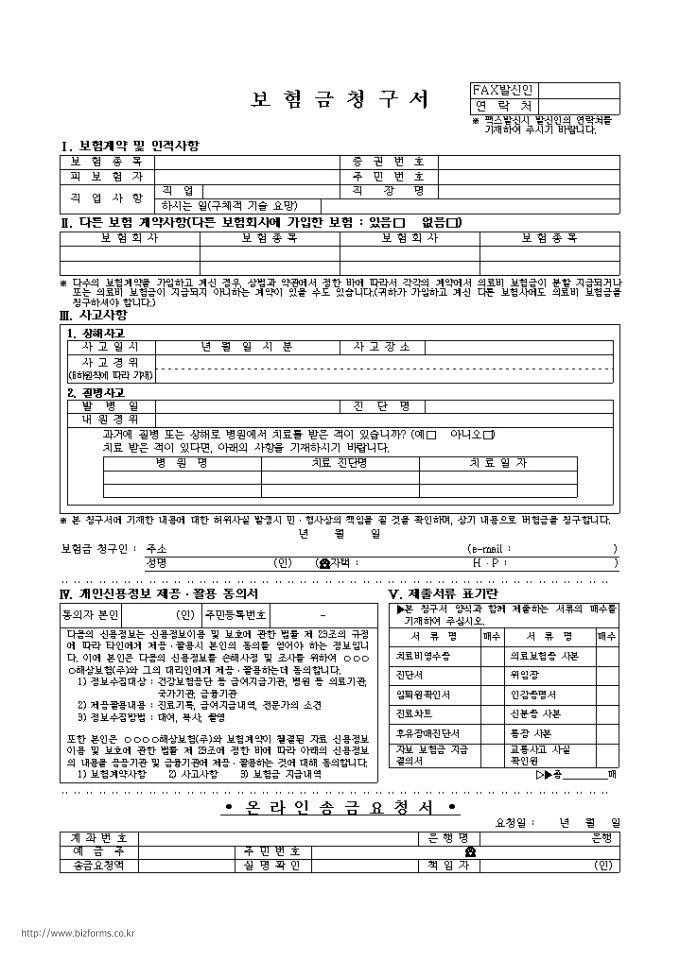 보 험 금 청 구 서
FAX발신인
연 락 처
※ 팩스발신시 발신인의 연락처를
기재하여 주시기 바랍니다.
Ⅰ. 보험계약 및 인적사항
보 험 종 목 증 권 번 호
피 보 험 자 주 민 번 호
직 업 사 항 직 업 직 장 명
하시는 일(구체적 기술 요망)
Ⅱ. 다른 보험 계약사항(다른 보험회사에 가입한 보험 : 있음□ 없음□)
보 험 회 사 보 험 종 목 보 험 회 사 보 험 종 목
※ 다수의 보험계약을 가입하고 계신 경우, 상법과 약관에서 정한 바에 따라서 각각의 계약에서 의료비 보험금이 분할 지급되거나
또는 의료비 보험금이 지급되지 아니하는 계약이 있을 수도 있습니다.(귀하가 가입하고 계신 다른 보험사에도 의료비 보험금을
청구하셔야 합니다.)
Ⅲ. 사고사항
1. 상해사고
사 고 일 시 년 월 일 시 분 사 고 장 소
사 고 경 위
(6하원칙에 따라 기재)
2. 질병사고
발 병 일 진 단 명
내 원 경 위
과거에 질병 또는 상해로 병원에서 치료를 받은 적이 있습니까? (예□ 아니오□)
치료 받은 적이 있다면, 아래의 사항을 기재하시기 바랍니다.
병 원 명 치료 진단명 치 료 일 자
※ 본 청구서에 기재한 내용에 대한 허위사실 발생시 민·형사상의 책임을 질 것을 확인하며, 상기 내용으로 보험금을 청구합니다.
년 월 일
보험금 청구인 : 주소 (e-mail : )
성명 (인) (☎자택 : H · P : )
Ⅳ. 개인신용정보 제공·활용 동의서
동의자 본인 (인) 주민등록번호 -
다음의 신용정보는 신용정보이용 및 보호에 관한 법률 제 23조의 규정
에 따라 타인에게 제공·활용시 본인의 동의를 얻어야 하는 정보입니
다. 이에 본인은 다음의 신용정보를 손해사정 및 조사를 위하여 ○○○
○해상보험(주)와 그의 대리인에게 제공·활용하는데 동의합니다.
1) 정보수집대상 : 건강보험공단 등 급여지급기관, 병원 등 의료기관,
국가기관, 금융기관
2) 제공활용내용 : 진료기록, 급여지급내역, 전문가의 소견
3) 정보수집방법 : 대여, 복사, 촬영
또한 본인은 ○○○○해상보험(주)와 보험계약이 체결된 자로 신용정보
이용 및 보호에 관한 법률 제 23조에 정한 바에 따라 아래의 신용정보
의 내용을 공공기관 및 금융기관에 제공·활용하는 것에 대해 동의합니다.
1) 보험계약사항 2) 사고사항 3) 보험금 지급내역
Ⅴ. 제출서류 표기란
▶본 청구서 양식과 함께 제출하는 서류의 매수를
기재하여 주십시오.
서 류 명 매수 서 류 명 매수
치료비영수증 의료보험증 사본
진단서 위임장
입퇴원확인서 인감증명서
진료차트 신분증 사본
후유장애진단서 통장 사본
자보 보험금 지급
결의서 교통사고 사실
확인원
▷▶총 매
• 온 라 인 송 금 요 청 서 •
요청일 : 년 월 일
계 좌 번 호 은 행 명 은행
예 금 주 주 민 번 호 ☎
송금요청액 실 명 확 인 책 임 자 (인)
http://www.bizforms.co.kr